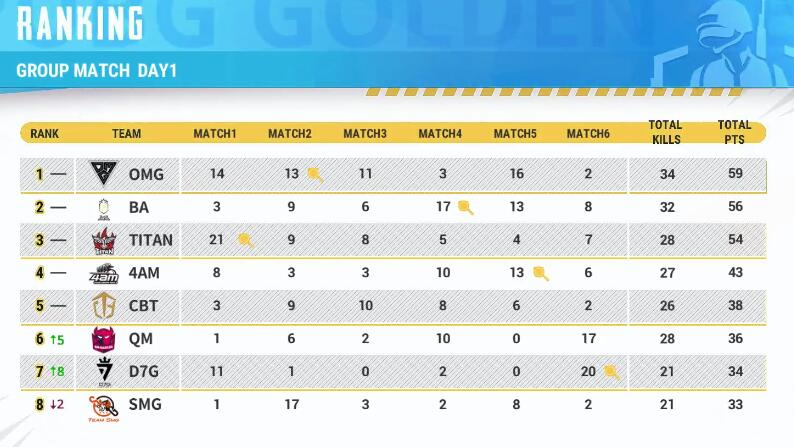 RANKING
GROUP MATCH DAY1
RANK TEAM MATCH1 MATCH2 MATCH3 MATCH4 MATCH5 MATCH6 TOTAL KILLS TOTAL PTS
1 — OMG 14 13 11 3 16 2 34 59
2 — BA 3 9 6 17 13 8 32 56
3 — TITAN 21 9 8 5 4 7 28 54
4 — 4AM 8 3 3 10 13 6 27 43
5 — CBT 3 9 10 8 6 2 26 38
6 ↑5 QM 1 6 2 10 0 17 28 36
7 ↑8 D7G 11 1 0 2 0 20 21 34
8 ↓2 SMG 1 17 3 2 8 2 21 33
TEAM SMG